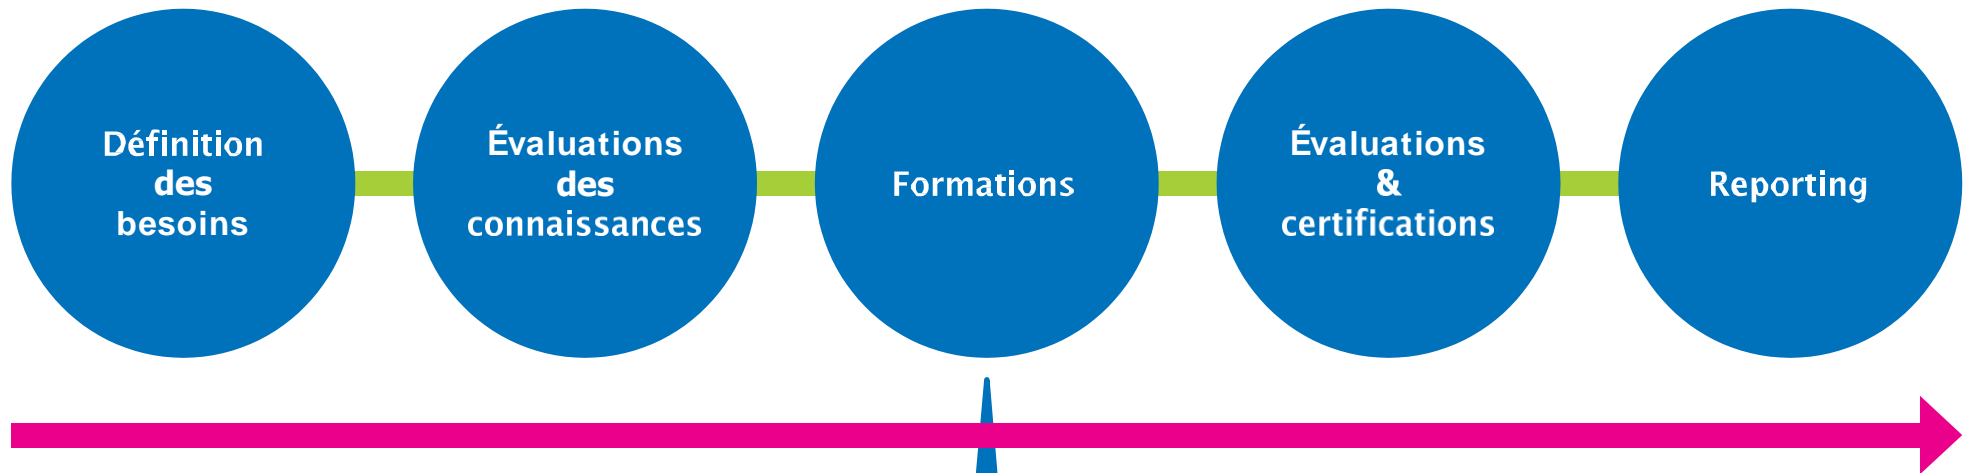 Définition
des
besoins
Évaluations
des
connaissances
Formations
Évaluations
&
certifications
Reporting